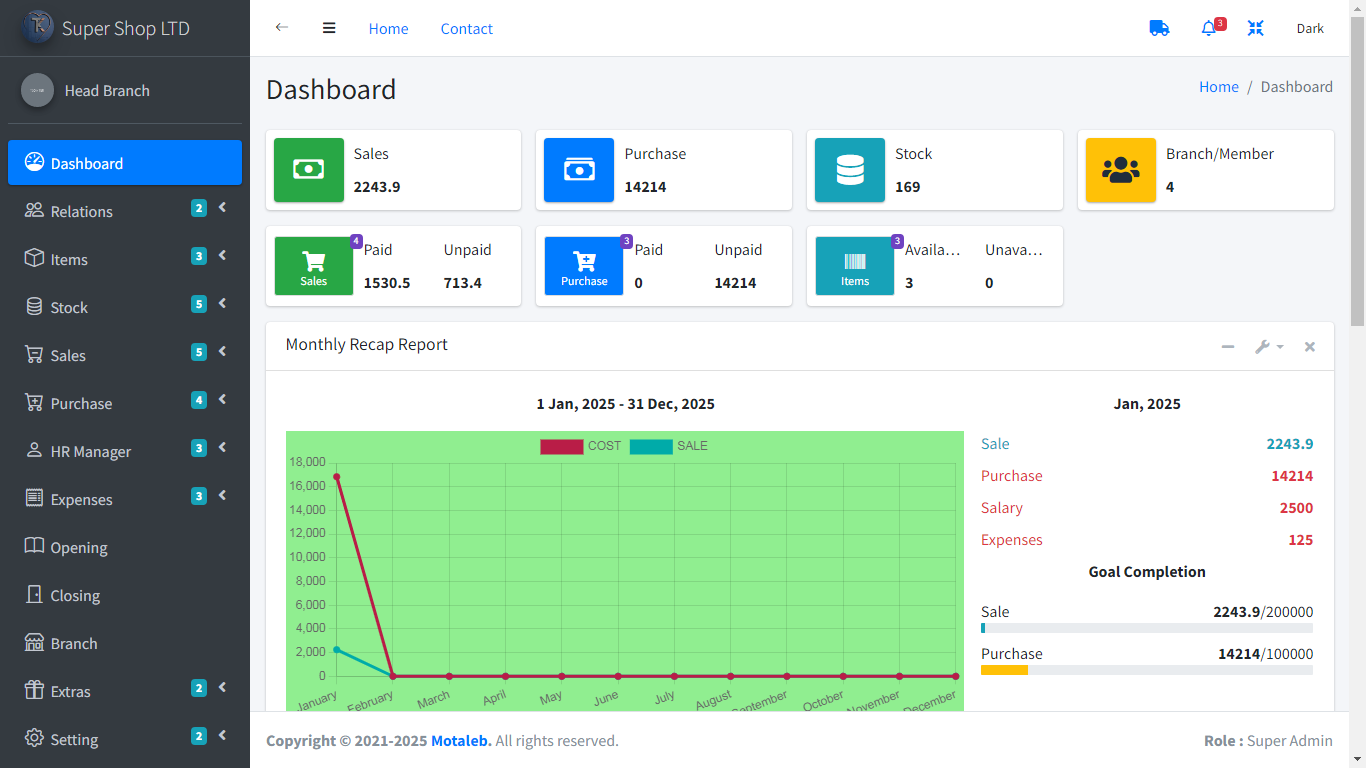 Super Shop LTD
Home
Contact
3
Dark
Head Branch
Dashboard
Relations 2
Items 3
Stock 5
Sales 5
Purchase 4
HR Manager 3
Expenses 3
Opening
Closing
Branch
Extras 2
Setting 2
Dashboard
Home / Dashboard
Sales
2243.9
Purchase
14214
Stock
169
Branch/Member
4
4
Sales
Paid Unpaid
1530.5 713.4
3
Purchase
Paid Unpaid
0 14214
3
Items
Availa... Unava...
3 0
Monthly Recap Report
1 Jan, 2025 - 31 Dec, 2025
COST SALE
18,000
16,000
14,000
12,000
10,000
8,000
6,000
4,000
2,000
0
January February March April May June July August September October November December
Jan, 2025
Sale 2243.9
Purchase 14214
Salary 2500
Expenses 125
Goal Completion
Sale 2243.9/200000
Purchase 14214/100000
Copyright © 2021-2025 Motaleb. All rights reserved.
Role : Super Admin